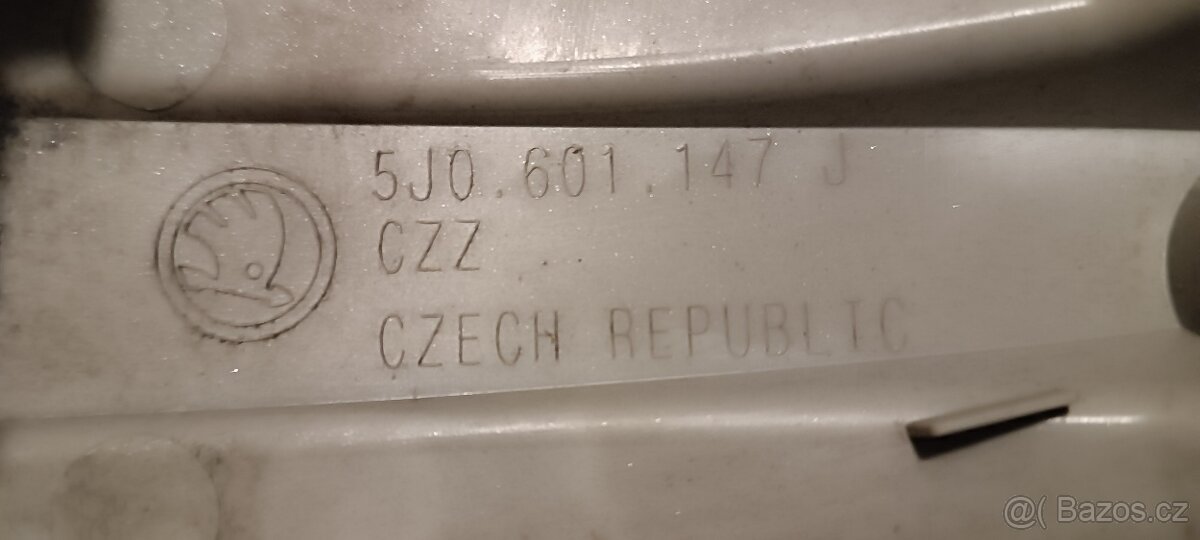 5J0.601.147 J
CZZ
CZECH REPUBLIC
@( Bazos.cz